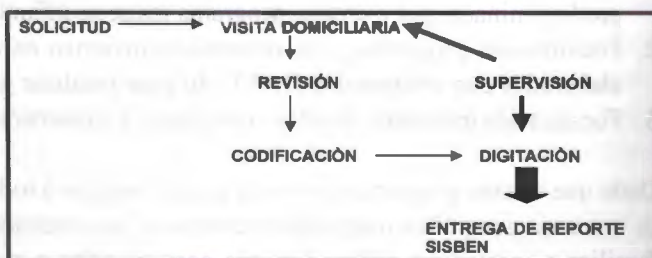 SOLICITUD
VISITA DOMICILIARIA
REVISIÓN
SUPERVISIÓN
CODIFICACIÒN
DIGITACIÒN
ENTREGA DE REPORTE
SISBEN